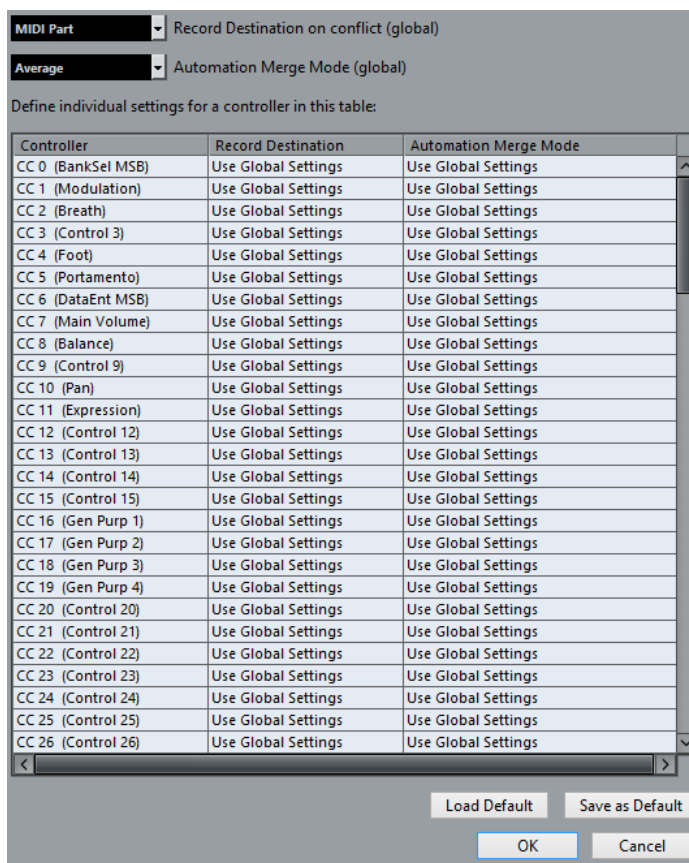 MIDI Part Record Destination on conflict (global)
Average Automation Merge Mode (global)
Define individual settings for a controller in this table:
Controller Record Destination Automation Merge Mode
CC 0 (BankSel MSB) Use Global Settings Use Global Settings
CC 1 (Modulation) Use Global Settings Use Global Settings
CC 2 (Breath) Use Global Settings Use Global Settings
CC 3 (Control 3) Use Global Settings Use Global Settings
CC 4 (Foot) Use Global Settings Use Global Settings
CC 5 (Portamento) Use Global Settings Use Global Settings
CC 6 (DataEnt MSB) Use Global Settings Use Global Settings
CC 7 (Main Volume) Use Global Settings Use Global Settings
CC 8 (Balance) Use Global Settings Use Global Settings
CC 9 (Control 9) Use Global Settings Use Global Settings
CC 10 (Pan) Use Global Settings Use Global Settings
CC 11 (Expression) Use Global Settings Use Global Settings
CC 12 (Control 12) Use Global Settings Use Global Settings
CC 13 (Control 13) Use Global Settings Use Global Settings
CC 14 (Control 14) Use Global Settings Use Global Settings
CC 15 (Control 15) Use Global Settings Use Global Settings
CC 16 (Gen Purp 1) Use Global Settings Use Global Settings
CC 17 (Gen Purp 2) Use Global Settings Use Global Settings
CC 18 (Gen Purp 3) Use Global Settings Use Global Settings
CC 19 (Gen Purp 4) Use Global Settings Use Global Settings
CC 20 (Control 20) Use Global Settings Use Global Settings
CC 21 (Control 21) Use Global Settings Use Global Settings
CC 22 (Control 22) Use Global Settings Use Global Settings
CC 23 (Control 23) Use Global Settings Use Global Settings
CC 24 (Control 24) Use Global Settings Use Global Settings
CC 25 (Control 25) Use Global Settings Use Global Settings
CC 26 (Control 26) Use Global Settings Use Global Settings
Load Default Save as Default
OK Cancel